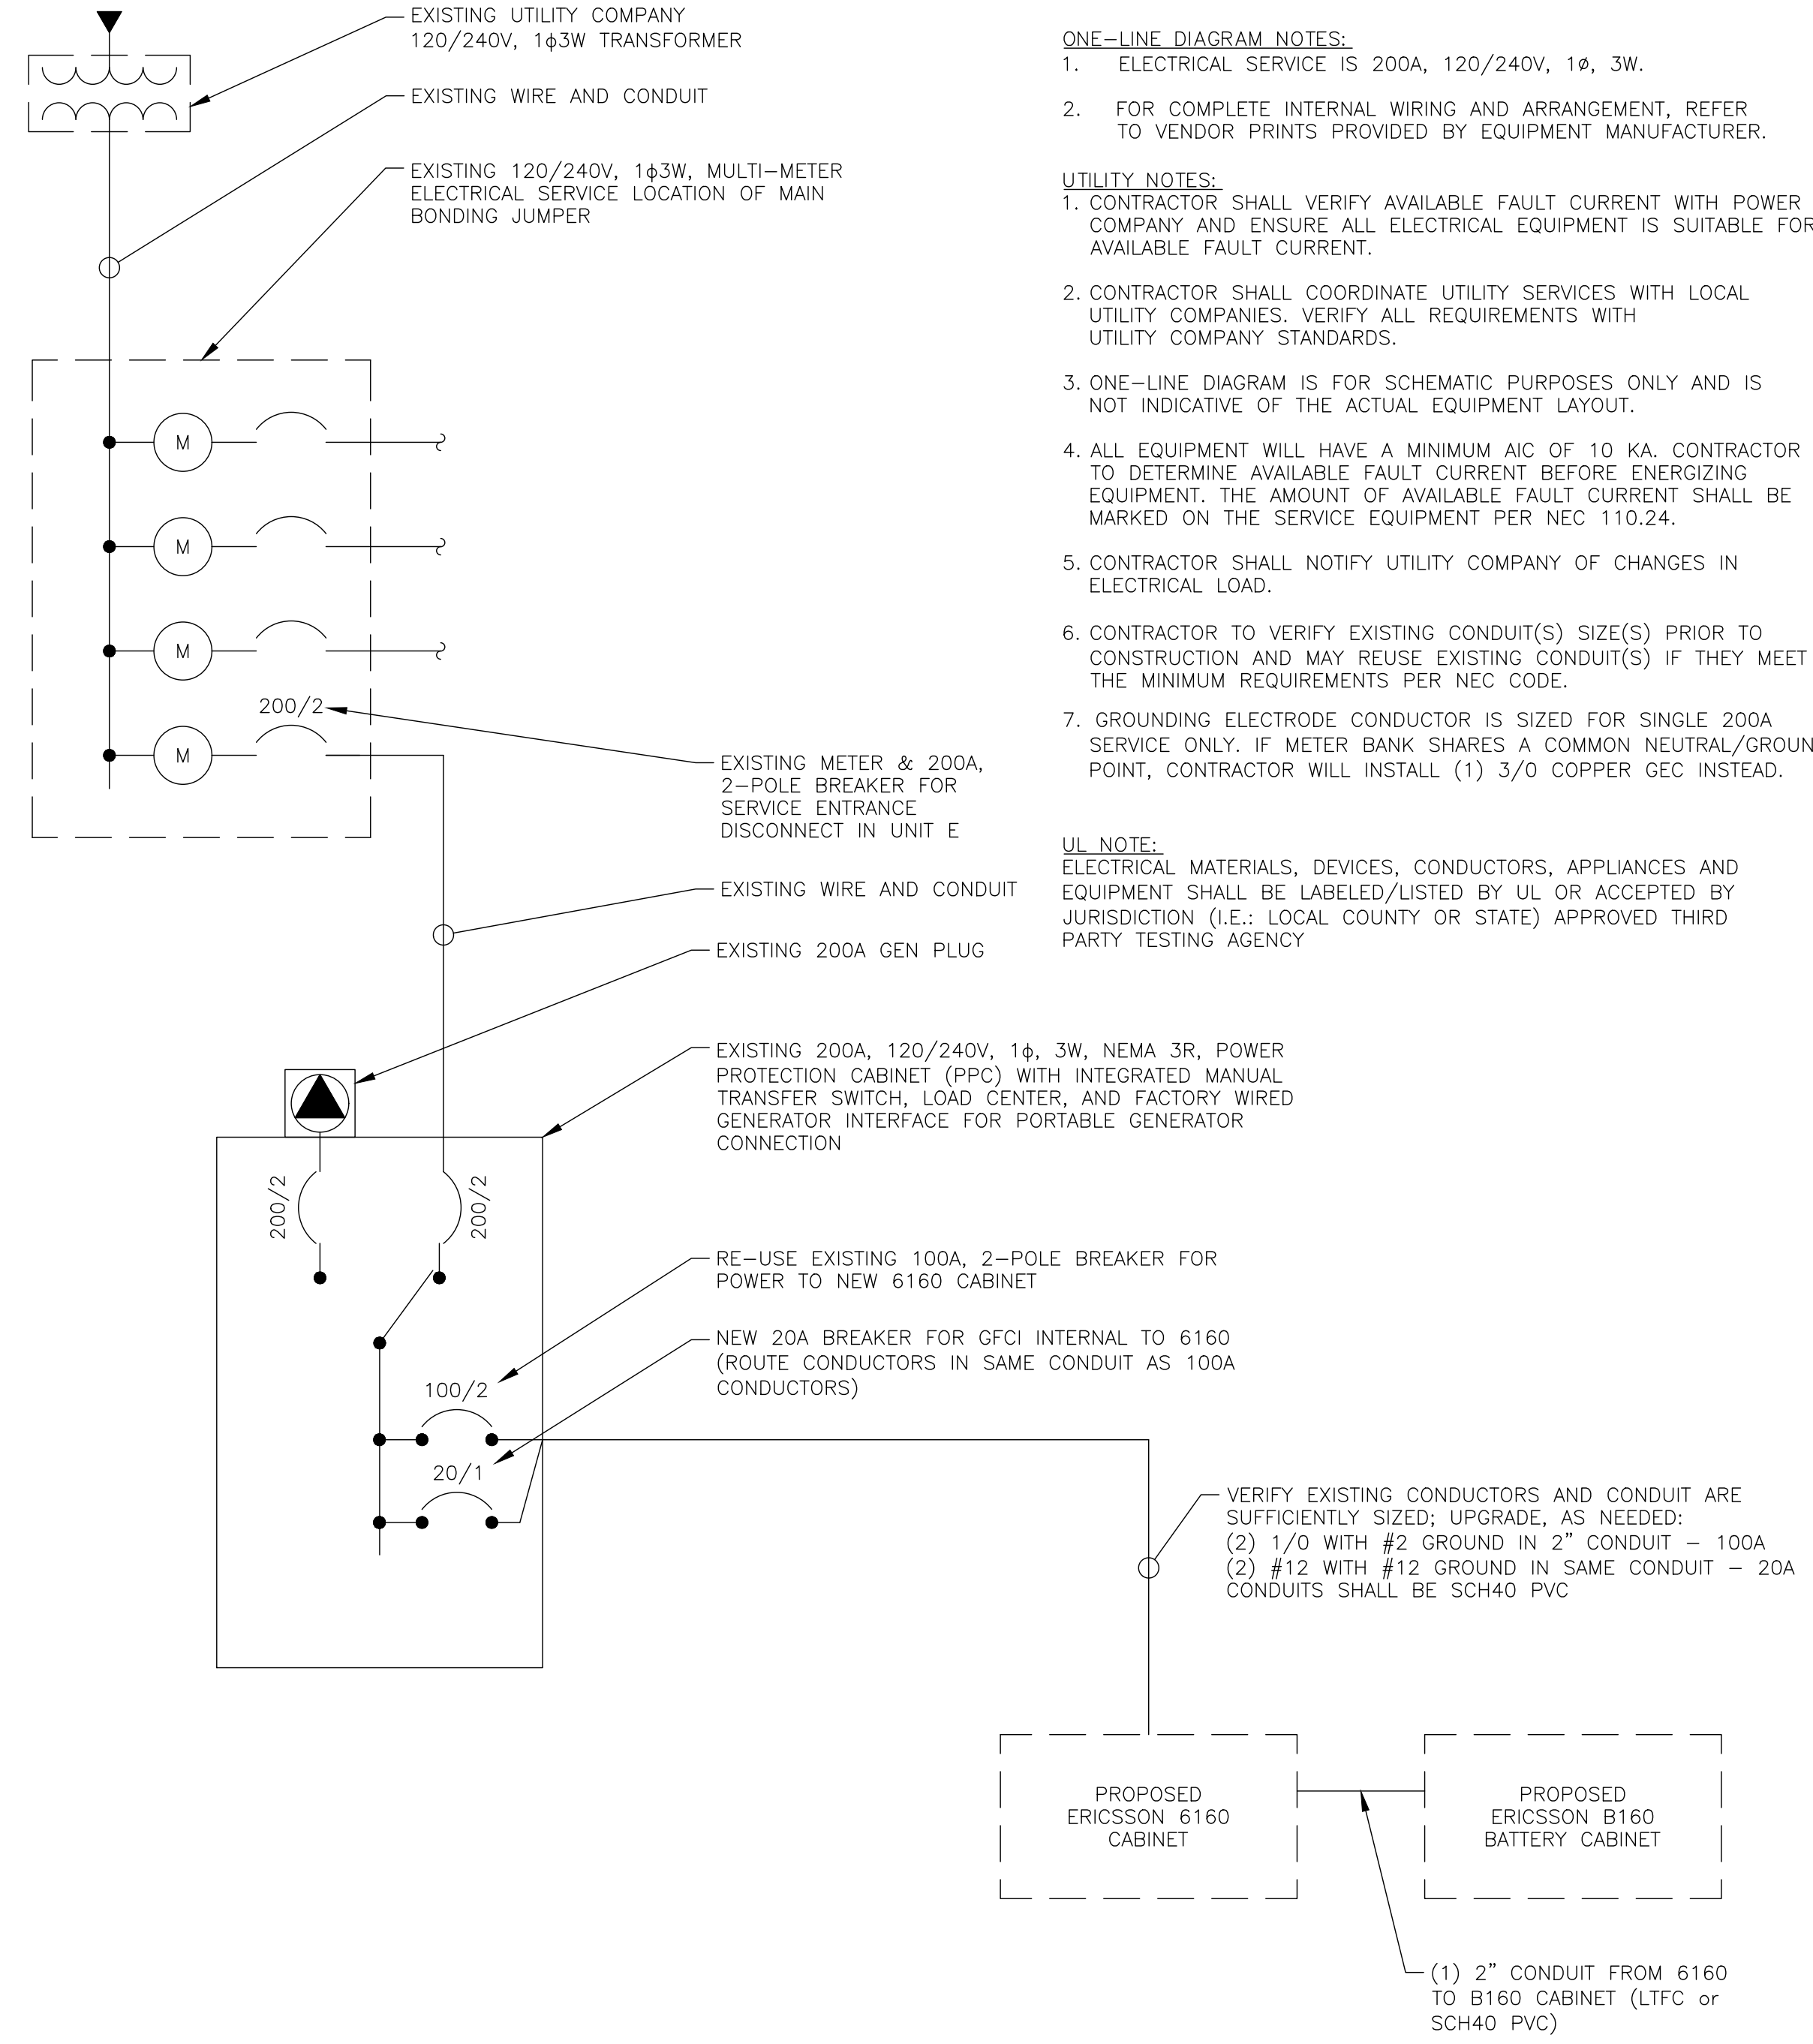 EXISTING UTILITY COMPANY
120/240V, 1ϕ3W TRANSFORMER
EXISTING WIRE AND CONDUIT
EXISTING 120/240V, 1ϕ3W, MULTI-METER
ELECTRICAL SERVICE LOCATION OF MAIN
BONDING JUMPER
M
M
M
200/2
M
EXISTING METER & 200A,
2-POLE BREAKER FOR
SERVICE ENTRANCE
DISCONNECT IN UNIT E
EXISTING WIRE AND CONDUIT
EXISTING 200A GEN PLUG
EXISTING 200A, 120/240V, 1ϕ, 3W, NEMA 3R, POWER
PROTECTION CABINET (PPC) WITH INTEGRATED MANUAL
TRANSFER SWITCH, LOAD CENTER, AND FACTORY WIRED
GENERATOR INTERFACE FOR PORTABLE GENERATOR
CONNECTION
200/2
200/2
RE-USE EXISTING 100A, 2-POLE BREAKER FOR
POWER TO NEW 6160 CABINET
NEW 20A BREAKER FOR GFCI INTERNAL TO 6160
(ROUTE CONDUCTORS IN SAME CONDUIT AS 100A
CONDUCTORS)
100/2
20/1
VERIFY EXISTING CONDUCTORS AND CONDUIT ARE
SUFFICIENTLY SIZED; UPGRADE, AS NEEDED:
(2) 1/0 WITH #2 GROUND IN 2" CONDUIT - 100A
(2) #12 WITH #12 GROUND IN SAME CONDUIT - 20A
CONDUITS SHALL BE SCH40 PVC
PROPOSED
ERICSSON 6160
CABINET
PROPOSED
ERICSSON B160
BATTERY CABINET
(1) 2" CONDUIT FROM 6160
TO B160 CABINET (LTFC or
SCH40 PVC)
ONE-LINE DIAGRAM NOTES:
1. ELECTRICAL SERVICE IS 200A, 120/240V, 1Ø, 3W.
2. FOR COMPLETE INTERNAL WIRING AND ARRANGEMENT, REFER
TO VENDOR PRINTS PROVIDED BY EQUIPMENT MANUFACTURER.
UTILITY NOTES:
1. CONTRACTOR SHALL VERIFY AVAILABLE FAULT CURRENT WITH POWER
COMPANY AND ENSURE ALL ELECTRICAL EQUIPMENT IS SUITABLE FOR
AVAILABLE FAULT CURRENT.
2. CONTRACTOR SHALL COORDINATE UTILITY SERVICES WITH LOCAL
UTILITY COMPANIES. VERIFY ALL REQUIREMENTS WITH
UTILITY COMPANY STANDARDS.
3. ONE-LINE DIAGRAM IS FOR SCHEMATIC PURPOSES ONLY AND IS
NOT INDICATIVE OF THE ACTUAL EQUIPMENT LAYOUT.
4. ALL EQUIPMENT WILL HAVE A MINIMUM AIC OF 10 KA. CONTRACTOR
TO DETERMINE AVAILABLE FAULT CURRENT BEFORE ENERGIZING
EQUIPMENT. THE AMOUNT OF AVAILABLE FAULT CURRENT SHALL BE
MARKED ON THE SERVICE EQUIPMENT PER NEC 110.24.
5. CONTRACTOR SHALL NOTIFY UTILITY COMPANY OF CHANGES IN
ELECTRICAL LOAD.
6. CONTRACTOR TO VERIFY EXISTING CONDUIT(S) SIZE(S) PRIOR TO
CONSTRUCTION AND MAY REUSE EXISTING CONDUIT(S) IF THEY MEET
THE MINIMUM REQUIREMENTS PER NEC CODE.
7. GROUNDING ELECTRODE CONDUCTOR IS SIZED FOR SINGLE 200A
SERVICE ONLY. IF METER BANK SHARES A COMMON NEUTRAL/GROUN
POINT, CONTRACTOR WILL INSTALL (1) 3/0 COPPER GEC INSTEAD.
UL NOTE:
ELECTRICAL MATERIALS, DEVICES, CONDUCTORS, APPLIANCES AND
EQUIPMENT SHALL BE LABELED/LISTED BY UL OR ACCEPTED BY
JURISDICTION (I.E.: LOCAL COUNTY OR STATE) APPROVED THIRD
PARTY TESTING AGENCY